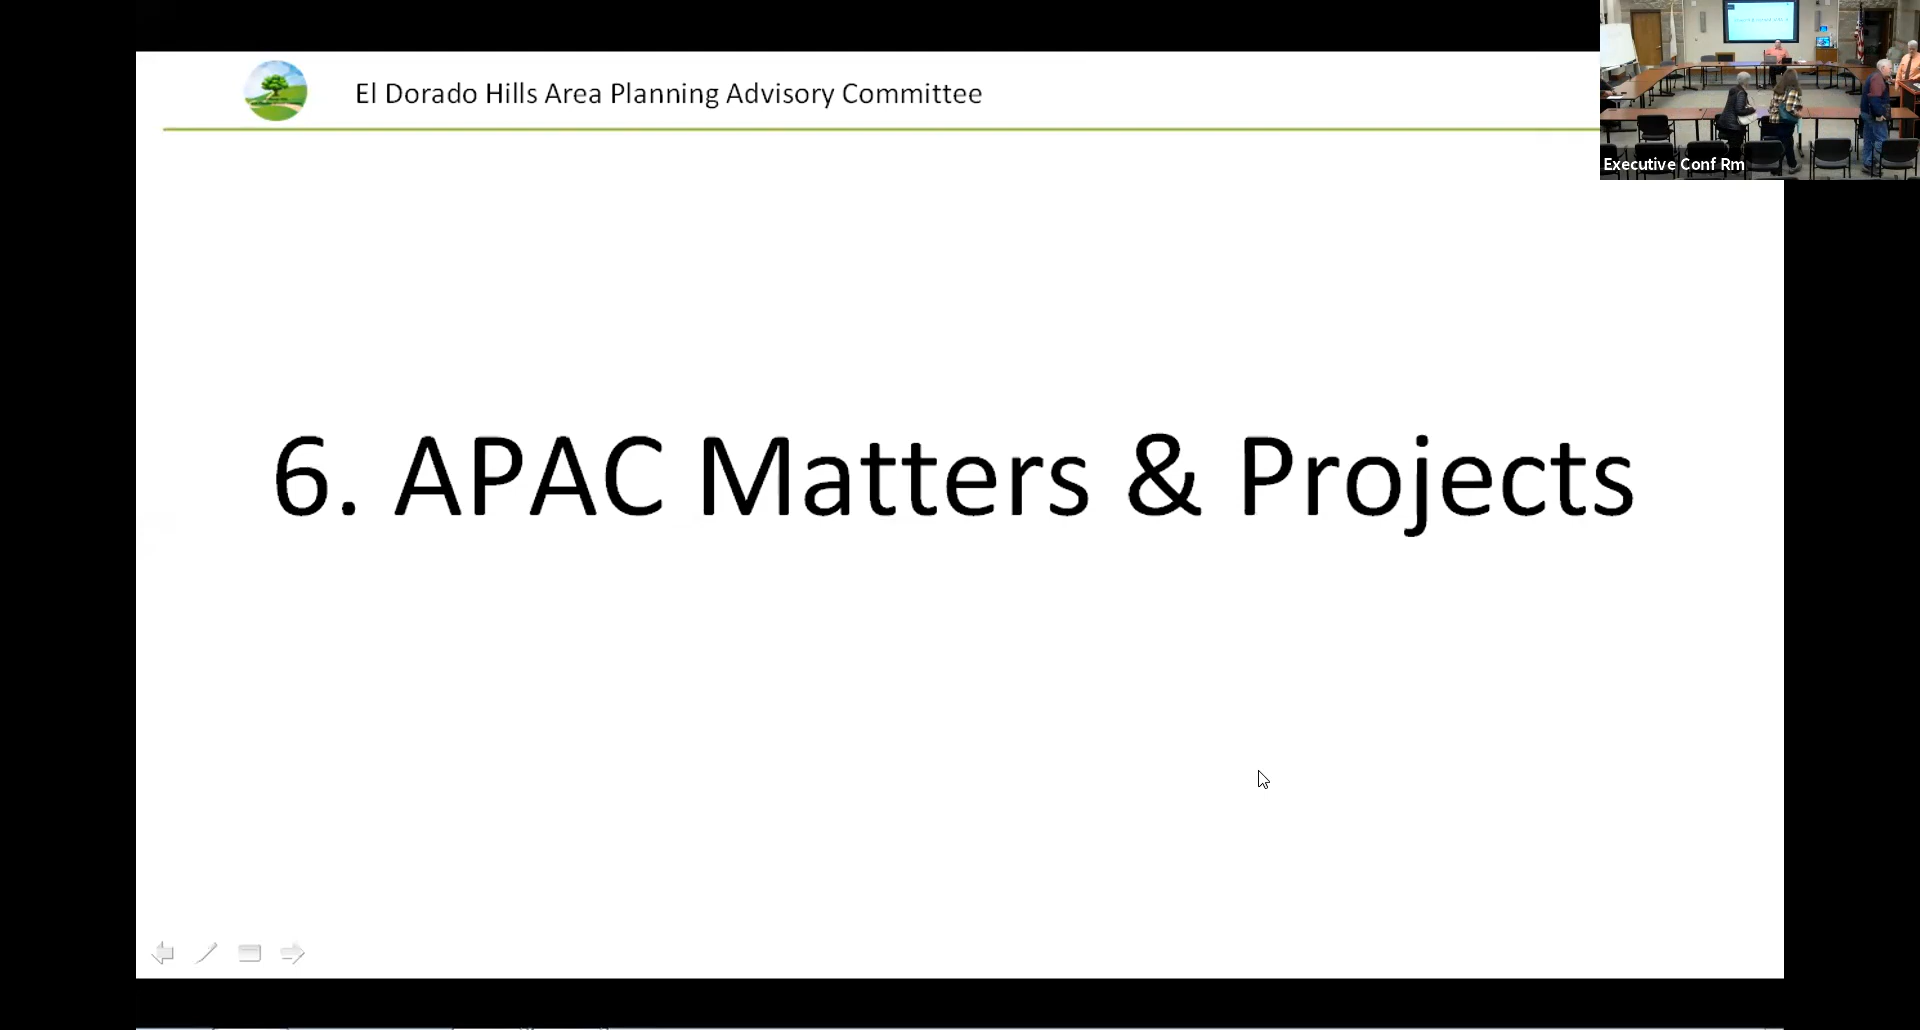 El Dorado Hills Area Planning Advisory Committee
Executive Conf Rm
6. APAC Matters & Projects